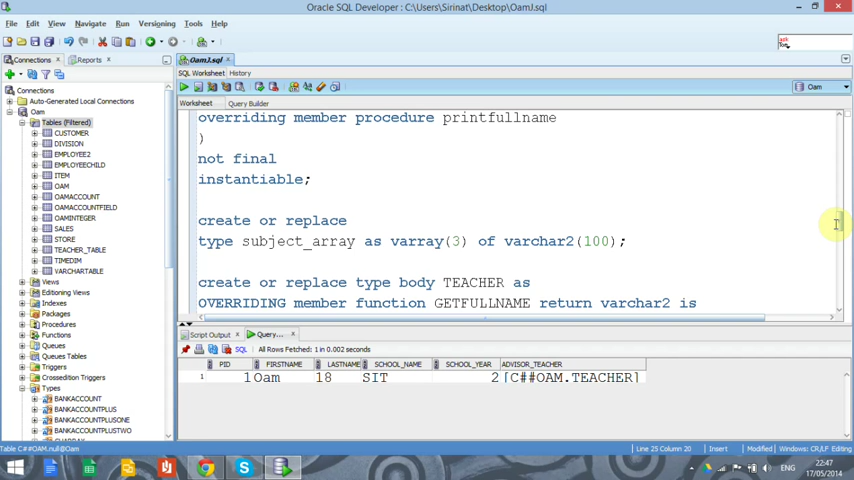 Oracle SQL Developer : C:\Users\Sirinat\Desktop\OamJ.sql
File Edit View Navigate Run Versioning Tools Help
Connections Reports OamJ.sql
SQL Worksheet History
Oam
Worksheet Query Builder
Connections
Auto-Generated Local Connections
Oam
Tables (Filtered)
CUSTOMER
DIVISION
EMPLOYEE2
EMPLOYEECHILD
ITEM
OAM
OAMACCOUNT
OAMACCOUNTFIELD
OAMINTEGER
SALES
STORE
TEACHER_TABLE
TIMEDIM
VARCHARTABLE
Views
Editioning Views
Indexes
Packages
Procedures
Functions
Queues
Queues Tables
Triggers
Crossedition Triggers
Types
BANKACCOUNT
BANKACCOUNTPLUS
BANKACCOUNTPLUSONE
BANKACCOUNTPLUSTWO
overriding member procedure printfullname
)
not final
instantiable;
create or replace
type subject_array as varray(3) of varchar2(100);
create or replace type body TEACHER as
OVERRIDING member function GETFULLNAME return varchar2 is
Script Output Query...
SQL All Rows Fetched: 1 in 0.002 seconds
PID FIRSTNAME LASTNAME SCHOOL_NAME SCHOOL_YEAR ADVISOR_TEACHER
1 1 Oam 18 SIT 2 [C##OAM.TEACHER]
Table C##OAM.null@Oam Line 25 Column 20 Insert Modified Windows: CR/LF Editing
ENG 22:47
17/05/2014